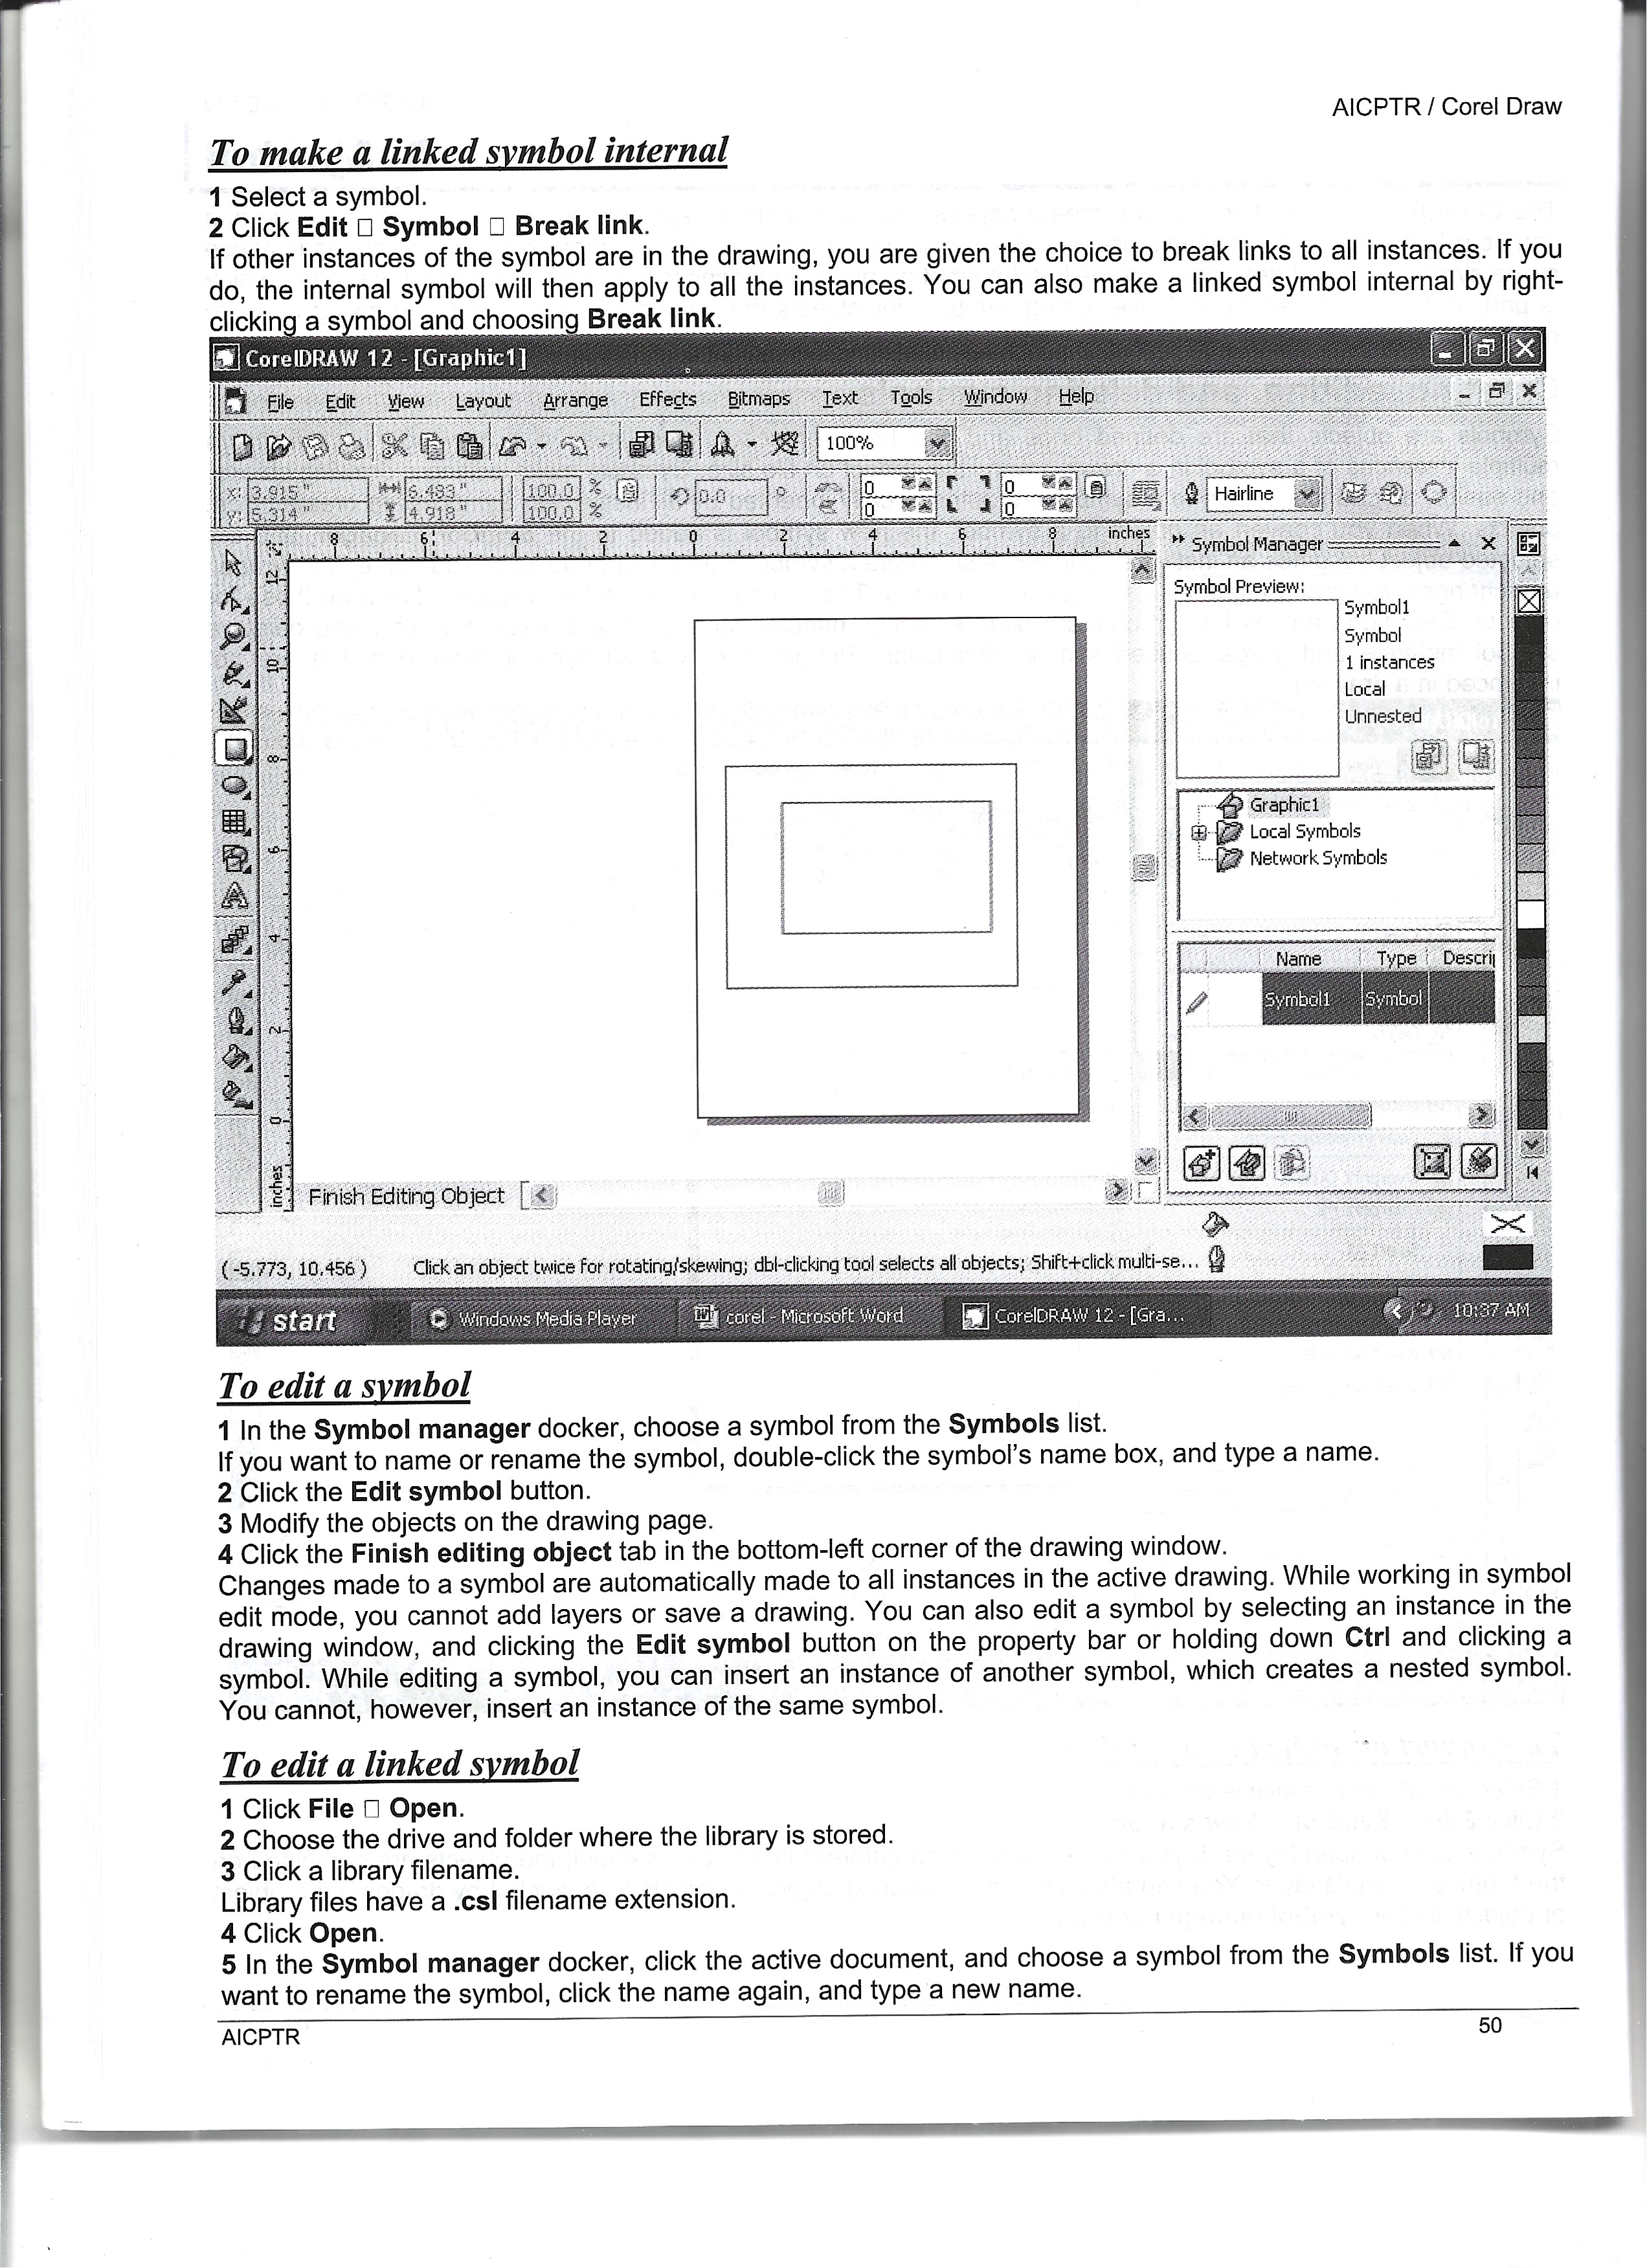 AICPTR / Corel Draw
To make a linked symbol internal
1 Select a symbol.
2 Click Edit □ Symbol □ Break link.
If other instances of the symbol are in the drawing, you are given the choice to break links to all instances. If you
do, the internal symbol will then apply to all the instances. You can also make a linked symbol internal by right-
clicking a symbol and choosing Break link.
CorelDRAW 12 - [Graphic1]
File Edit View Layout Arrange Effects Bitmaps Text Tools Window Help
100%
x: 3.915 " 6.483 " 100.0 % 0.0 ° 0 0 Hairline
y: 5.314 " 4.918 " 100.0 % 0 0
8 6 4 2 0 2 4 6 8 inches
Symbol Manager
12
10
8
6
4
2
0
inches
Symbol Preview:
Symbol1
Symbol
1 instances
Local
Unnested
Graphic1
Local Symbols
Network Symbols
Name Type Descri
Symbol1 Symbol
Finish Editing Object
( -5.773, 10.456 ) Click an object twice for rotating/skewing; dbl-clicking tool selects all objects; Shift+click multi-se...
start Windows Media Player corel - Microsoft Word CorelDRAW 12 - [Gra... 10:37 AM
To edit a symbol
1 In the Symbol manager docker, choose a symbol from the Symbols list.
If you want to name or rename the symbol, double-click the symbol's name box, and type a name.
2 Click the Edit symbol button.
3 Modify the objects on the drawing page.
4 Click the Finish editing object tab in the bottom-left corner of the drawing window.
Changes made to a symbol are automatically made to all instances in the active drawing. While working in symbol
edit mode, you cannot add layers or save a drawing. You can also edit a symbol by selecting an instance in the
drawing window, and clicking the Edit symbol button on the property bar or holding down Ctrl and clicking a
symbol. While editing a symbol, you can insert an instance of another symbol, which creates a nested symbol.
You cannot, however, insert an instance of the same symbol.
To edit a linked symbol
1 Click File □ Open.
2 Choose the drive and folder where the library is stored.
3 Click a library filename.
Library files have a .csl filename extension.
4 Click Open.
5 In the Symbol manager docker, click the active document, and choose a symbol from the Symbols list. If you
want to rename the symbol, click the name again, and type a new name.
AICPTR 50